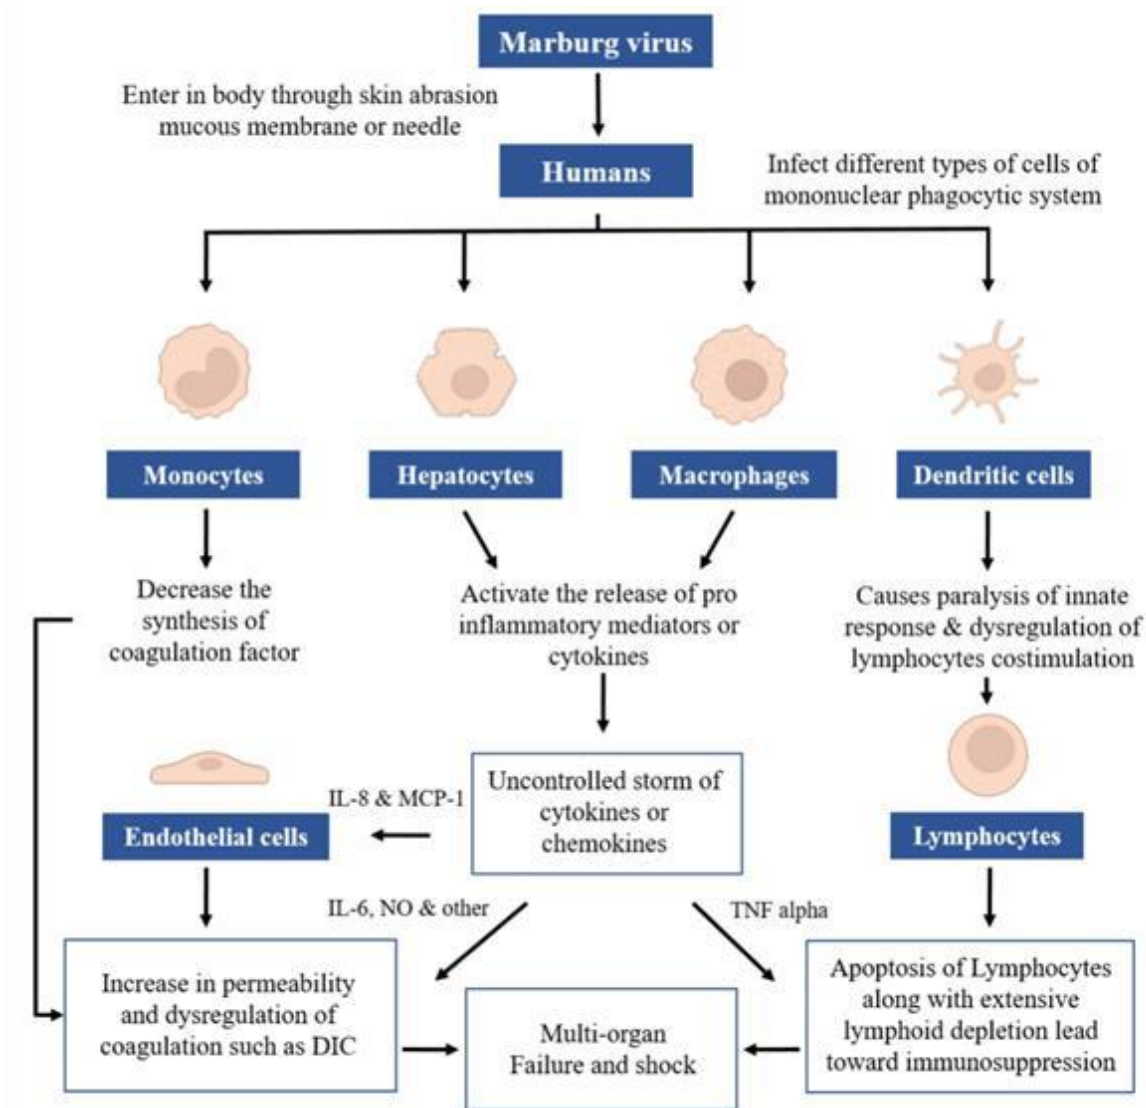 Marburg virus
Enter in body through skin abrasion
mucous membrane or needle
Humans
Infect different types of cells of
mononuclear phagocytic system
Monocytes
Hepatocytes
Macrophages
Dendritic cells
Decrease the
synthesis of
coagulation factor
Activate the release of pro
inflammatory mediators or
cytokines
Causes paralysis of innate
response & dysregulation of
lymphocytes costimulation
Uncontrolled storm of
cytokines or
chemokines
IL-8 & MCP-1
Endothelial cells
Lymphocytes
IL-6, NO & other
TNF alpha
Increase in permeability
and dysregulation of
coagulation such as DIC
Multi-organ
Failure and shock
Apoptosis of Lymphocytes
along with extensive
lymphoid depletion lead
toward immunosuppression